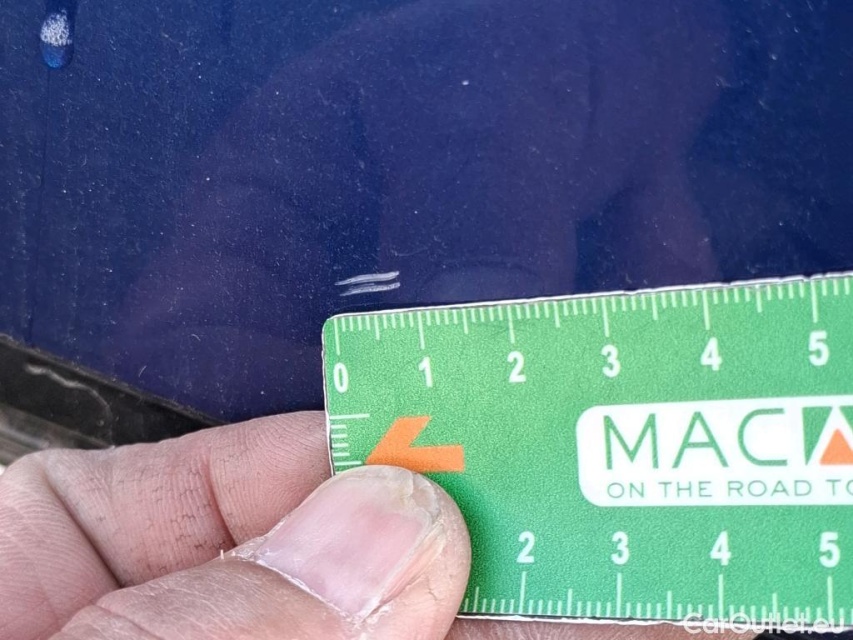 0 1 2 3 4 5
MAC
ON THE ROAD TO
2 3 4 5
CarOutlet.eu